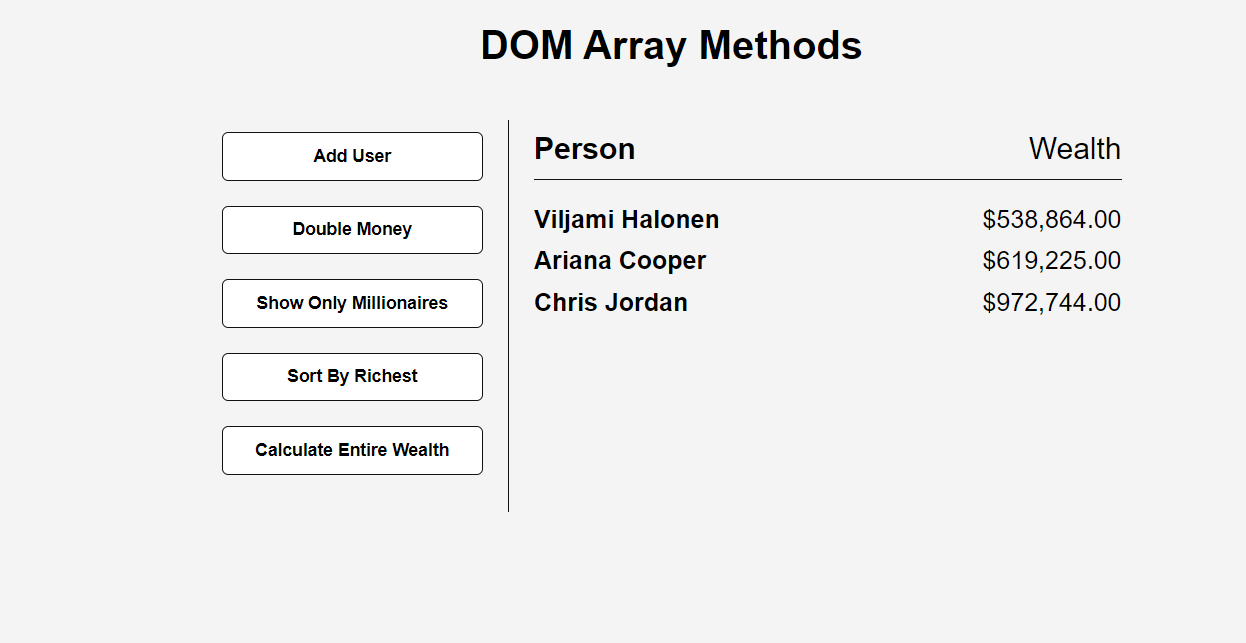 DOM Array Methods
Add User
Double Money
Show Only Millionaires
Sort By Richest
Calculate Entire Wealth
Person Wealth
Viljami Halonen $538,864.00
Ariana Cooper $619,225.00
Chris Jordan $972,744.00